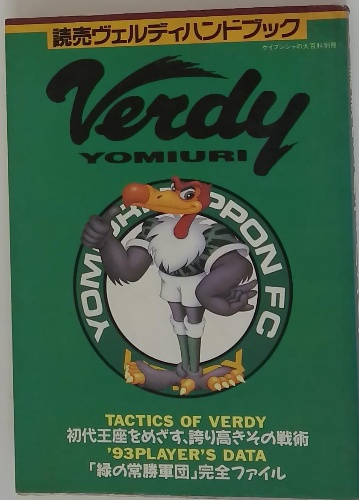 読売ヴェルディハンドブック
ケイブンシャの大百科別冊
Verdy
YOMIURI
YOMIURI NIPPON FC
TACTICS OF VERDY
初代王座をめざす、誇り高きその戦術
'93PLAYER'S DATA
「緑の常勝軍団」完全ファイル